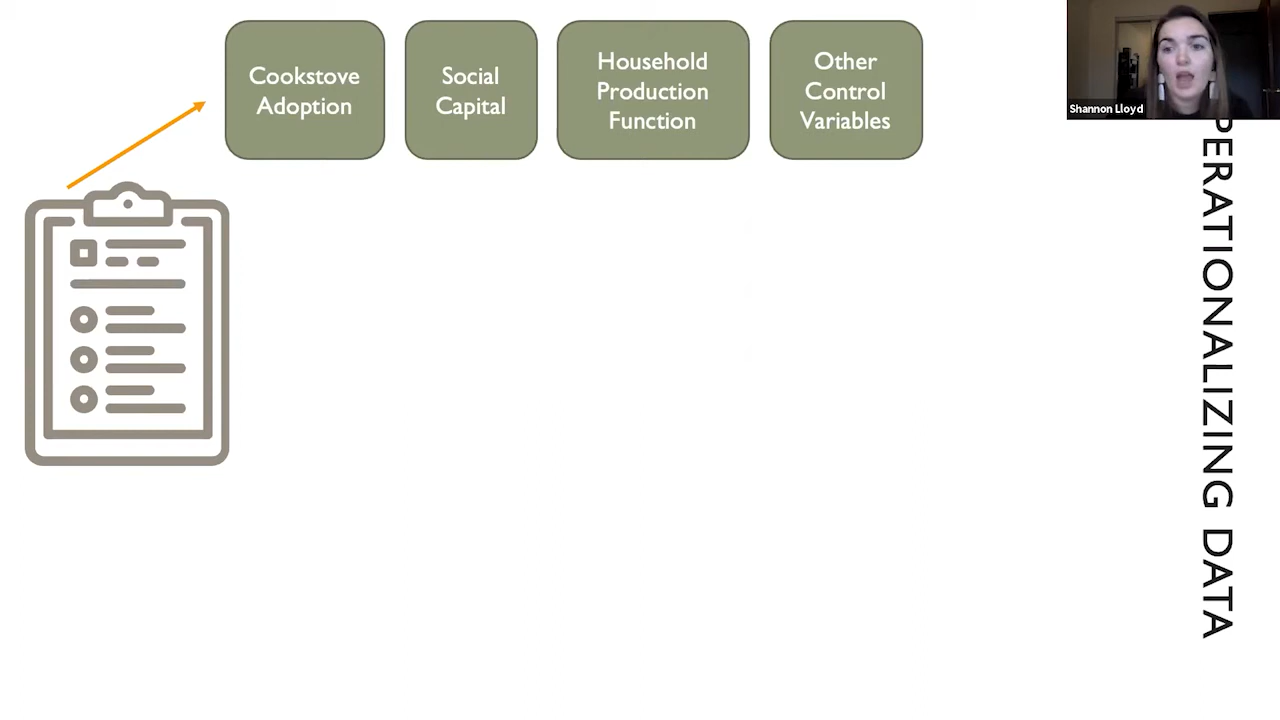 Cookstove
Adoption
Social
Capital
Household
Production
Function
Other
Control
Variables
Shannon Lloyd
PERATIONALIZING DATA